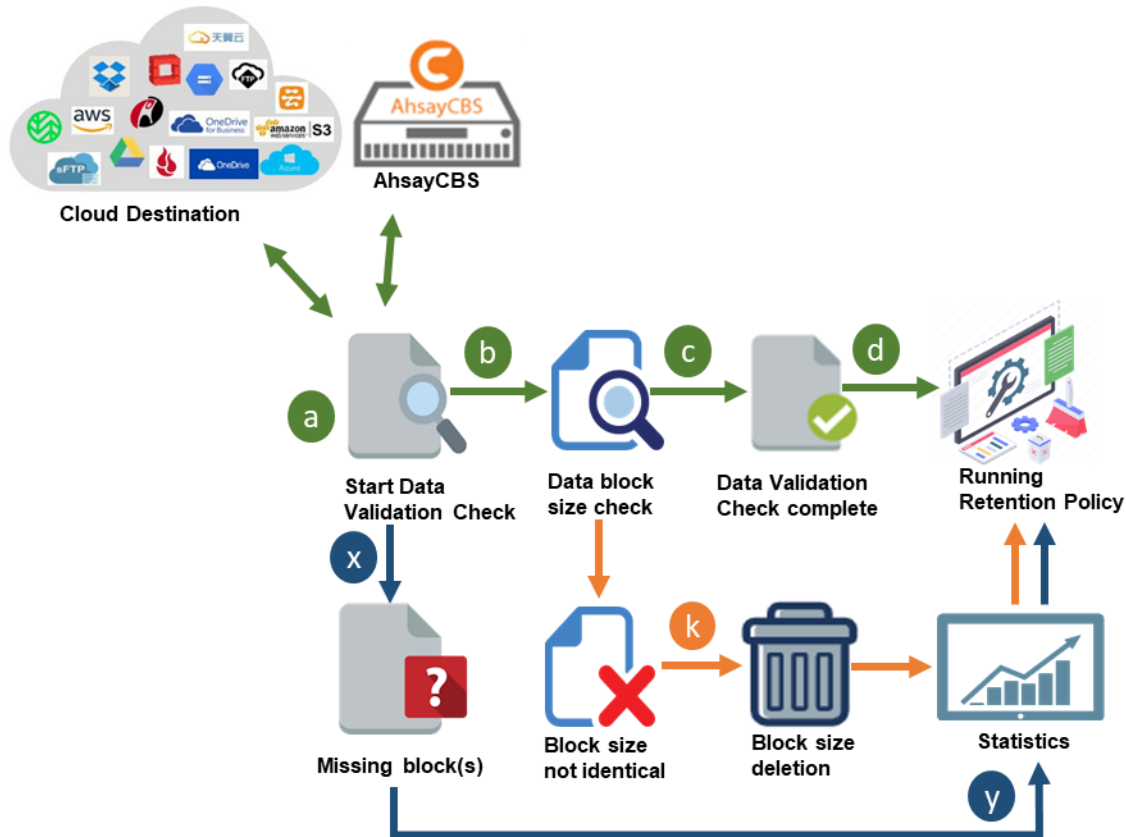 天翼云
FTP
aws
OneDrive
for Business
amazon
webservices
S3
sFTP
OneDrive
Azure
Cloud Destination
AhsayCBS
AhsayCBS
a
b
c
d
Start Data
Validation Check
Data block
size check
Data Validation
Check complete
Running
Retention Policy
x
k
?
Missing block(s)
Block size
not identical
Block size
deletion
Statistics
y